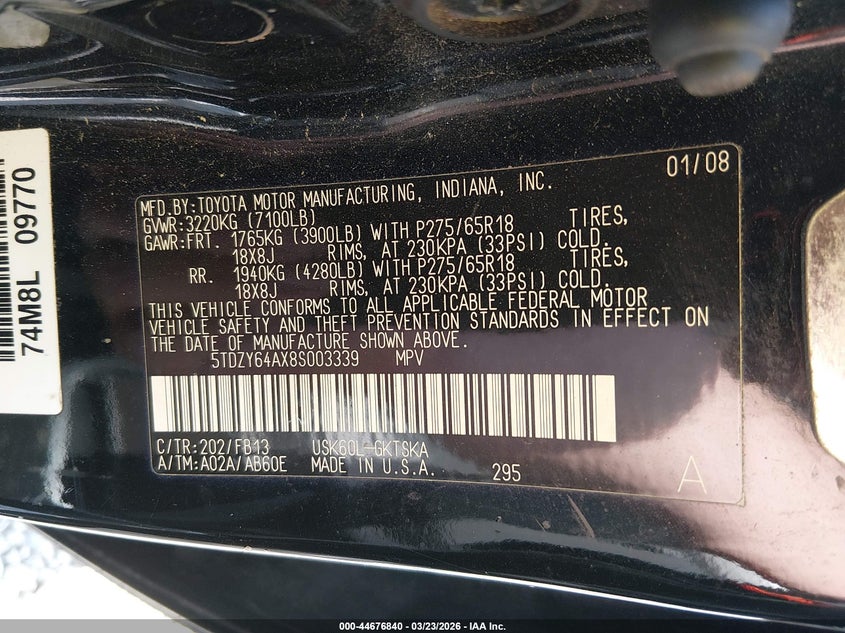 74M8L 09770
01/08
MFD.BY:TOYOTA MOTOR MANUFACTURING, INDIANA, INC.
GVWR:3220KG (7100LB)
GAWR:FRT. 1765KG (3900LB) WITH P275/65R18 TIRES,
18X8J RIMS, AT 230KPA (33PSI) COLD.
RR. 1940KG (4280LB) WITH P275/65R18 TIRES,
18X8J RIMS, AT 230KPA (33PSI) COLD.
THIS VEHICLE CONFORMS TO ALL APPLICABLE FEDERAL MOTOR
VEHICLE SAFETY AND THEFT PREVENTION STANDARDS IN EFFECT ON
THE DATE OF MANUFACTURE SHOWN ABOVE.
5TDZY64AX8S003339 MPV
C/TR:202/FB13 USK60L-GKTSKA
A/TM:A02A/AB60E MADE IN U.S.A. 295
A
000-44676840 - 03/23/2026 - IAA Inc.